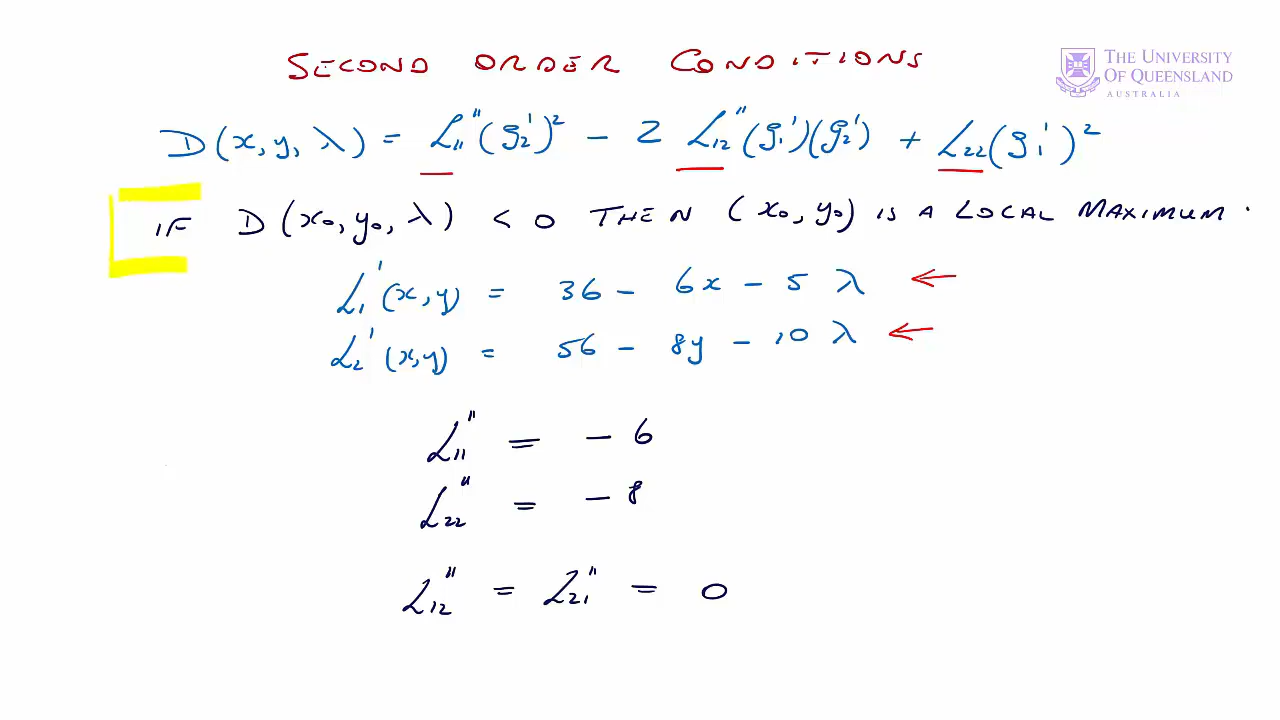 SECOND ORDER CONDITIONS
THE UNIVERSITY
OF QUEENSLAND
AUSTRALIA
D(x, y, λ) = L₁₁″(g₂′)² − 2 L₁₂″(g₁′)(g₂′) + L₂₂(g₁′)²
IF D(x₀, y₀, λ) < 0 THEN (x₀, y₀) IS A LOCAL MAXIMUM.
L₁′(x, y) = 36 − 6x − 5 λ ←
L₂′(x, y) = 56 − 8y − 10 λ ←
L₁₁″ = − 6
L₂₂″ = − 8
L₁₂″ = L₂₁″ = 0